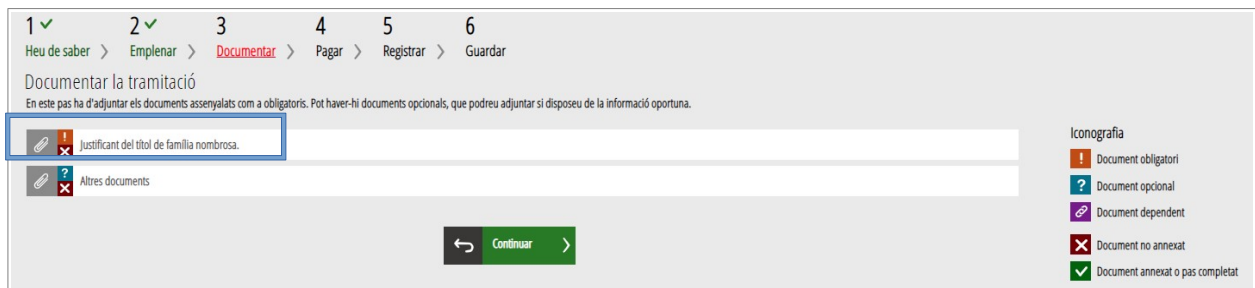 1 2 3 4 5 6
Heu de saber Emplenar Documentar Pagar Registrar Guardar
Documentar la tramitació
En este pas ha d'adjuntar els documents assenyalats com a obligatoris. Pot haver-hi documents opcionals, que podreu adjuntar si disposeu de la informació oportuna.
Justificant del títol de família nombrosa.
Altres documents
Continuar
Iconografia
! Document obligatori
? Document opcional
Document dependent
Document no annexat
Document annexat o pas completat